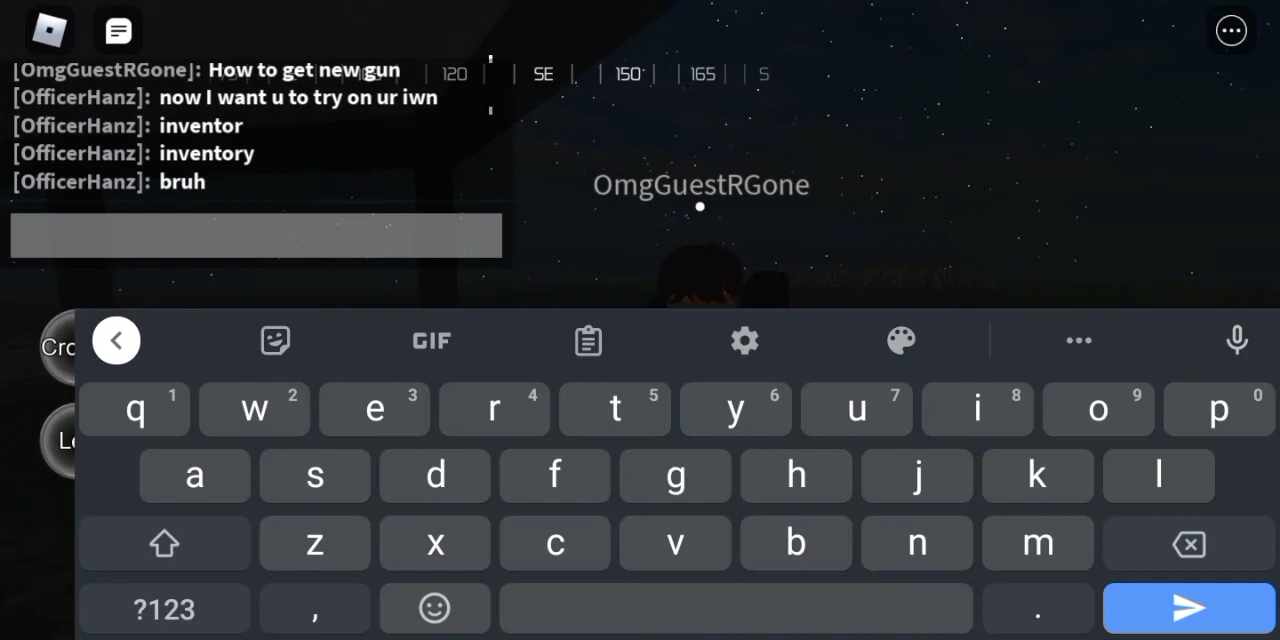 [OmgGuestRGone]: How to get new gun
120 | SE | 150 | 165 | S
[OfficerHanz]: now I want u to try on ur iwn
[OfficerHanz]: inventor
[OfficerHanz]: inventory
[OfficerHanz]: bruh
OmgGuestRGone
Cro
Le
GIF
q 1 w 2 e 3 r 4 t 5 y 6 u 7 i 8 o 9 p 0
a s d f g h j k l
z x c v b n m
?123 , .